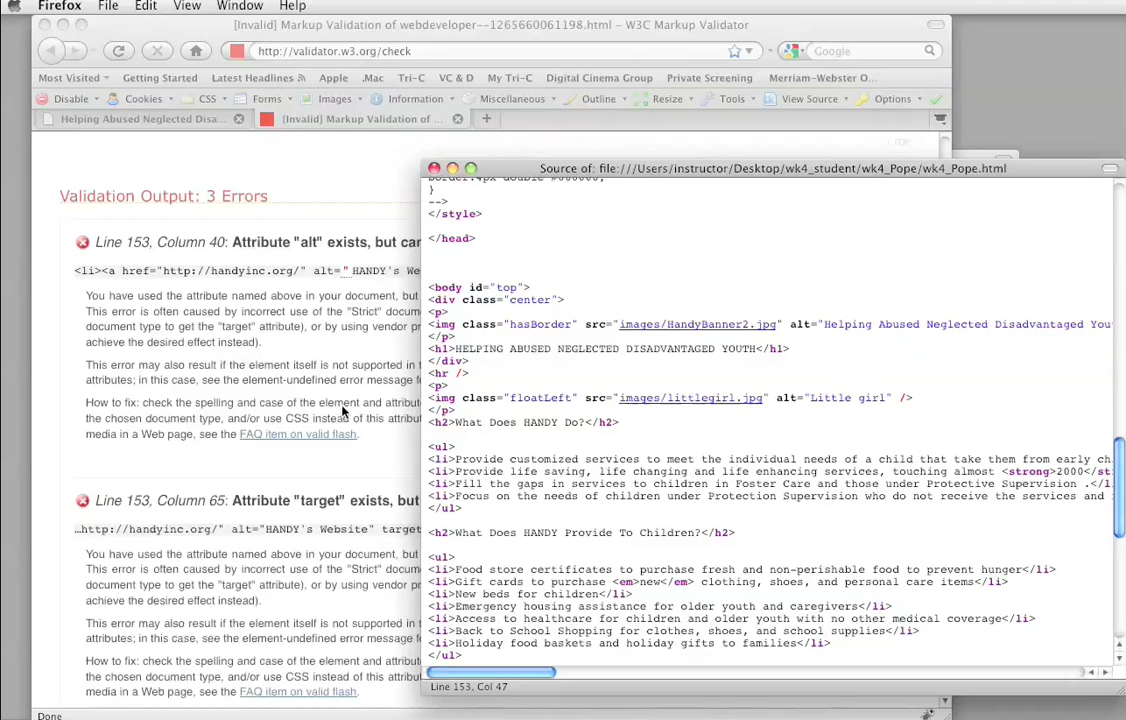 Firefox File Edit View Window Help
[Invalid] Markup Validation of webdeveloper--1265660061198.html - W3C Markup Validator
http://validator.w3.org/check
Google
Most Visited Getting Started Latest Headlines Apple .Mac Tri-C VC & D My Tri-C Digital Cinema Group Private Screening Merriam-Webster O...
Disable Cookies CSS Forms Images Information Miscellaneous Outline Resize Tools View Source Options
Helping Abused Neglected Disa... [Invalid] Markup Validation of ...
TOP
Validation Output: 3 Errors
Line 153, Column 40: Attribute "alt" exists, but can
<li><a href="http://handyinc.org/" alt="HANDY's We
You have used the attribute named above in your document, but
This error is often caused by incorrect use of the "Strict" docum
document type to get the "target" attribute), or by using vendor pr
achieve the desired effect instead).
This error may also result if the element itself is not supported in t
attributes; in this case, see the element-undefined error message fo
How to fix: check the spelling and case of the element and attribute
the chosen document type, and/or use CSS instead of this attribut
media in a Web page, see the FAQ item on valid flash.
Line 153, Column 65: Attribute "target" exists, but
…http://handyinc.org/" alt="HANDY's Website" target
You have used the attribute named above in your document, but
This error is often caused by incorrect use of the "Strict" docum
document type to get the "target" attribute), or by using vendor pr
achieve the desired effect instead).
This error may also result if the element itself is not supported in t
attributes; in this case, see the element-undefined error message fo
How to fix: check the spelling and case of the element and attribute
the chosen document type, and/or use CSS instead of this attribut
media in a Web page, see the FAQ item on valid flash.
Done
Source of: file:///Users/instructor/Desktop/wk4_student/wk4_Pope/wk4_Pope.html
border:4px double #000000;
}
-->
</style>
</head>
<body id="top">
<div class="center">
<p>
<img class="hasBorder" src="images/HandyBanner2.jpg" alt="Helping Abused Neglected Disadvantaged You
</p>
<h1>HELPING ABUSED NEGLECTED DISADVANTAGED YOUTH</h1>
</div>
<hr />
<p>
<img class="floatLeft" src="images/littlegirl.jpg" alt="Little girl" />
</p>
<h2>What Does HANDY Do?</h2>
<ul>
<li>Provide customized services to meet the individual needs of a child that take them from early ch
<li>Provide life saving, life changing and life enhancing services, touching almost <strong>2000</st
<li>Fill the gaps in services to children in Foster Care and those under Protective Supervision .</l
<li>Focus on the needs of children under Protection Supervision who do not receive the services and
</ul>
<h2>What Does HANDY Provide To Children?</h2>
<ul>
<li>Food store certificates to purchase fresh and non-perishable food to prevent hunger</li>
<li>Gift cards to purchase <em>new</em> clothing, shoes, and personal care items</li>
<li>New beds for children</li>
<li>Emergency housing assistance for older youth and caregivers</li>
<li>Access to healthcare for children and older youth with no other medical coverage</li>
<li>Back to School Shopping for clothes, shoes, and school supplies</li>
<li>Holiday food baskets and holiday gifts to families</li>
</ul>
Line 153, Col 47